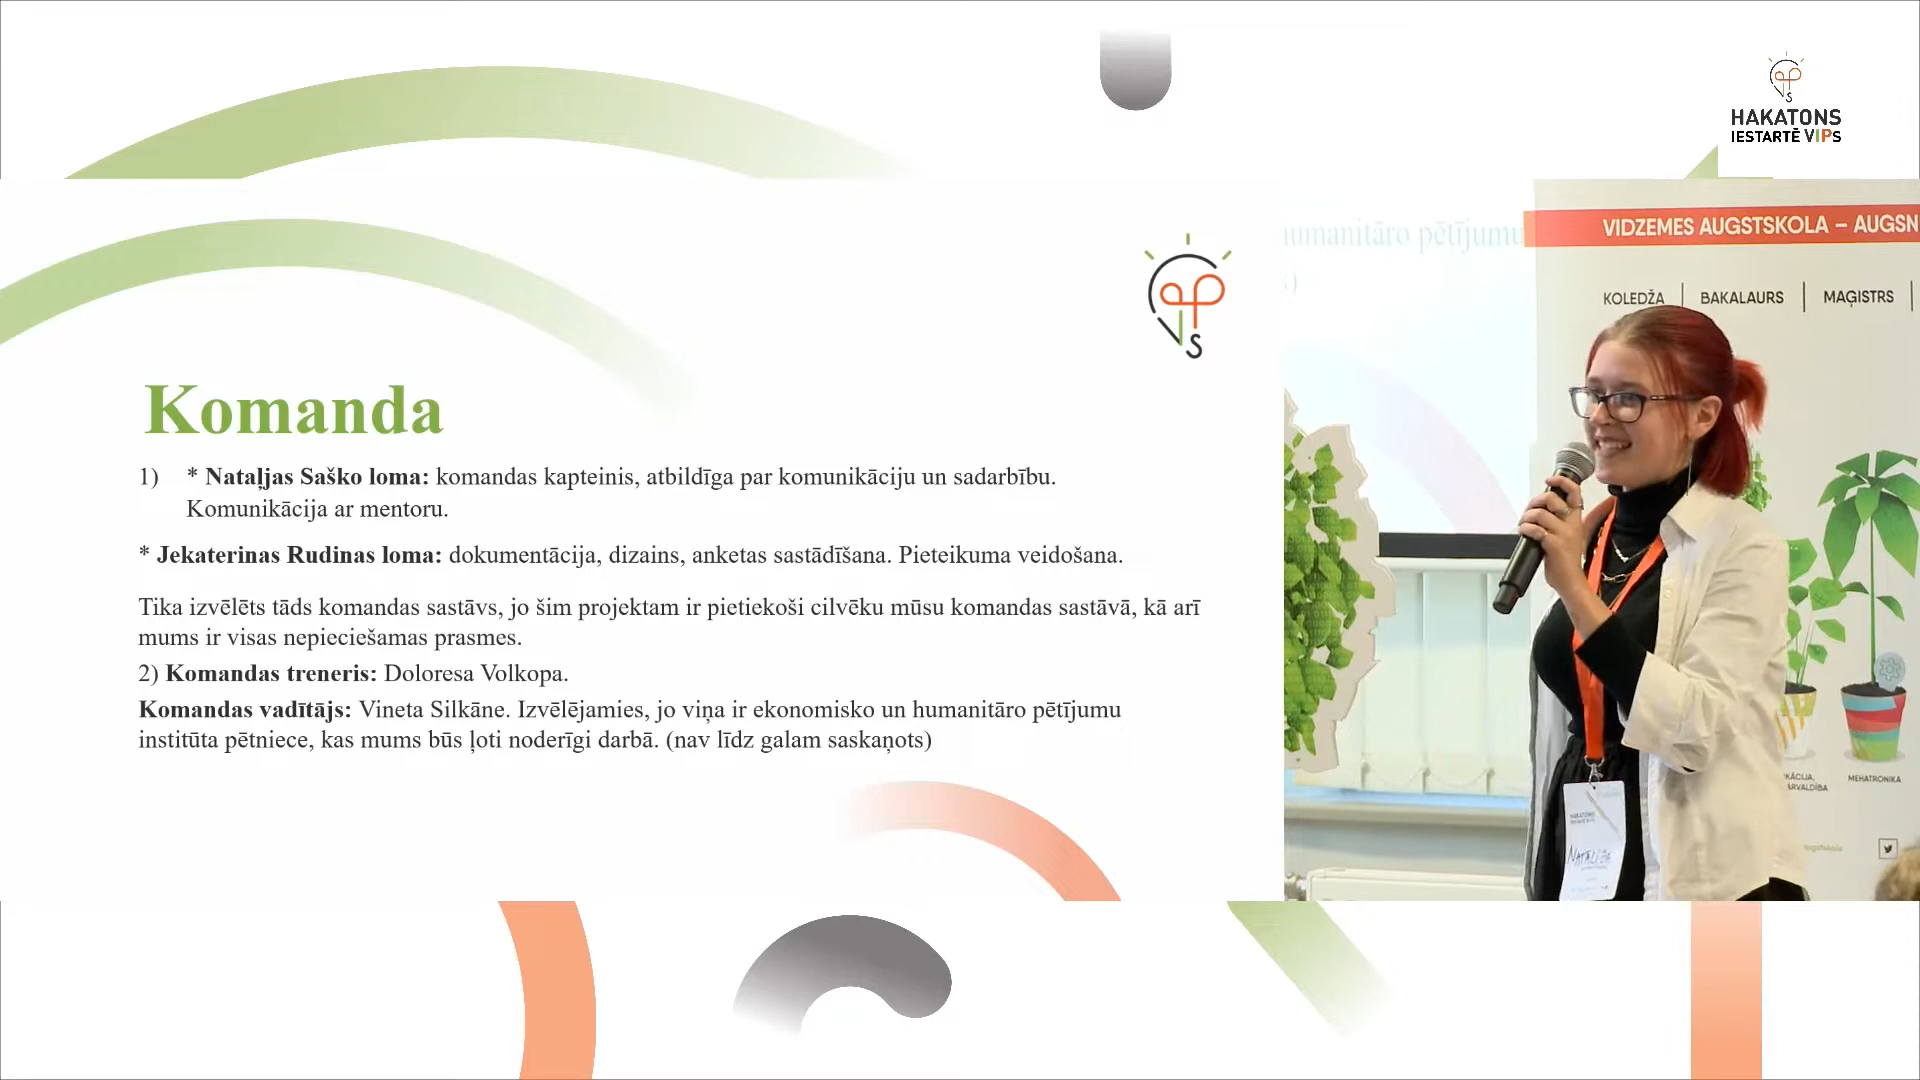 HAKATONS
IESTARTĒ VIPS
VIDZEMES AUGSTSKOLA – AUGSN
umanitāro pētījumu
KOLEDŽA | BAKALAURS | MAĢISTRS |
Komanda
1) * Nataļjas Saško loma: komandas kapteinis, atbildīga par komunikāciju un sadarbību.
Komunikācija ar mentoru.
* Jekaterinas Rudinas loma: dokumentācija, dizains, anketas sastādīšana. Pieteikuma veidošana.
Tika izvēlēts tāds komandas sastāvs, jo šim projektam ir pietiekoši cilvēku mūsu komandas sastāvā, kā arī
mums ir visas nepieciešamas prasmes.
2) Komandas treneris: Doloresa Volkopa.
Komandas vadītājs: Vineta Silkāne. Izvēlējamies, jo viņa ir ekonomisko un humanitāro pētījumu
institūta pētniece, kas mums būs ļoti noderīgi darbā. (nav līdz galam saskaņots)
MEHATRONIKA
HAKATONS